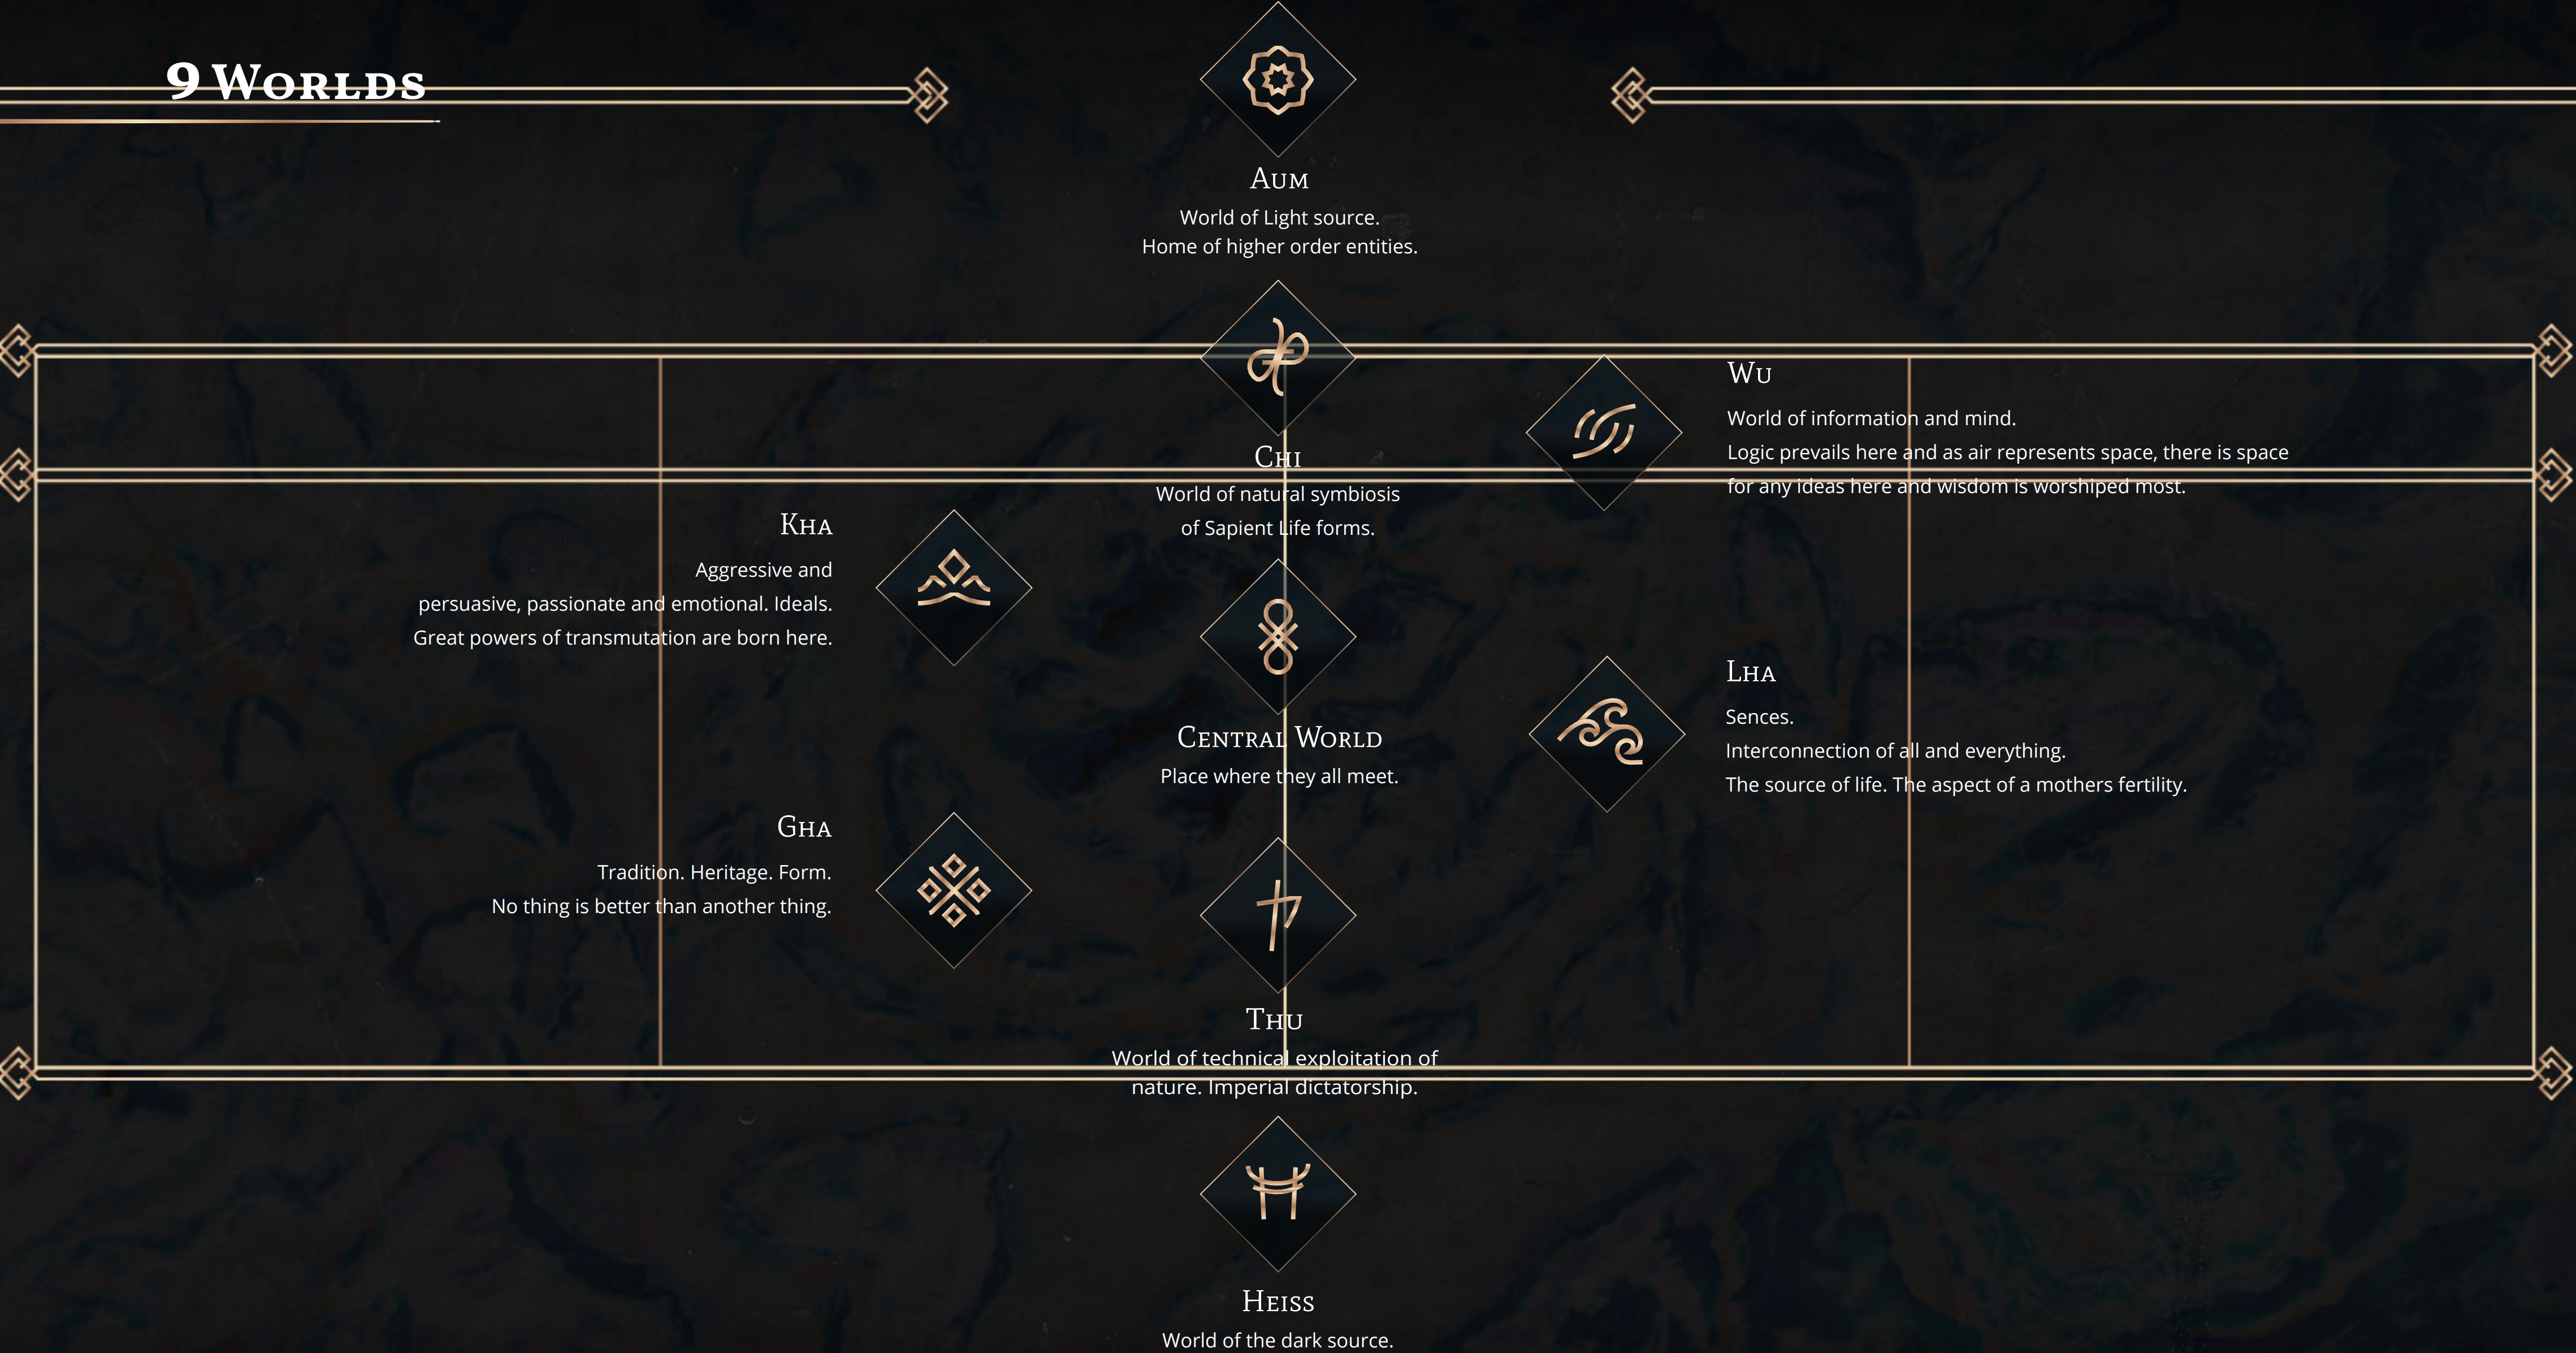 9 Worlds
Aum
World of Light source.
Home of higher order entities.
Chi
World of natural symbiosis
of Sapient Life forms.
Wu
World of information and mind.
Logic prevails here and as air represents space, there is space
for any ideas here and wisdom is worshiped most.
Kha
Aggressive and
persuasive, passionate and emotional. Ideals.
Great powers of transmutation are born here.
Central World
Place where they all meet.
Lha
Sences.
Interconnection of all and everything.
The source of life. The aspect of a mothers fertility.
Gha
Tradition. Heritage. Form.
No thing is better than another thing.
Thu
World of technical exploitation of
nature. Imperial dictatorship.
Heiss
World of the dark source.